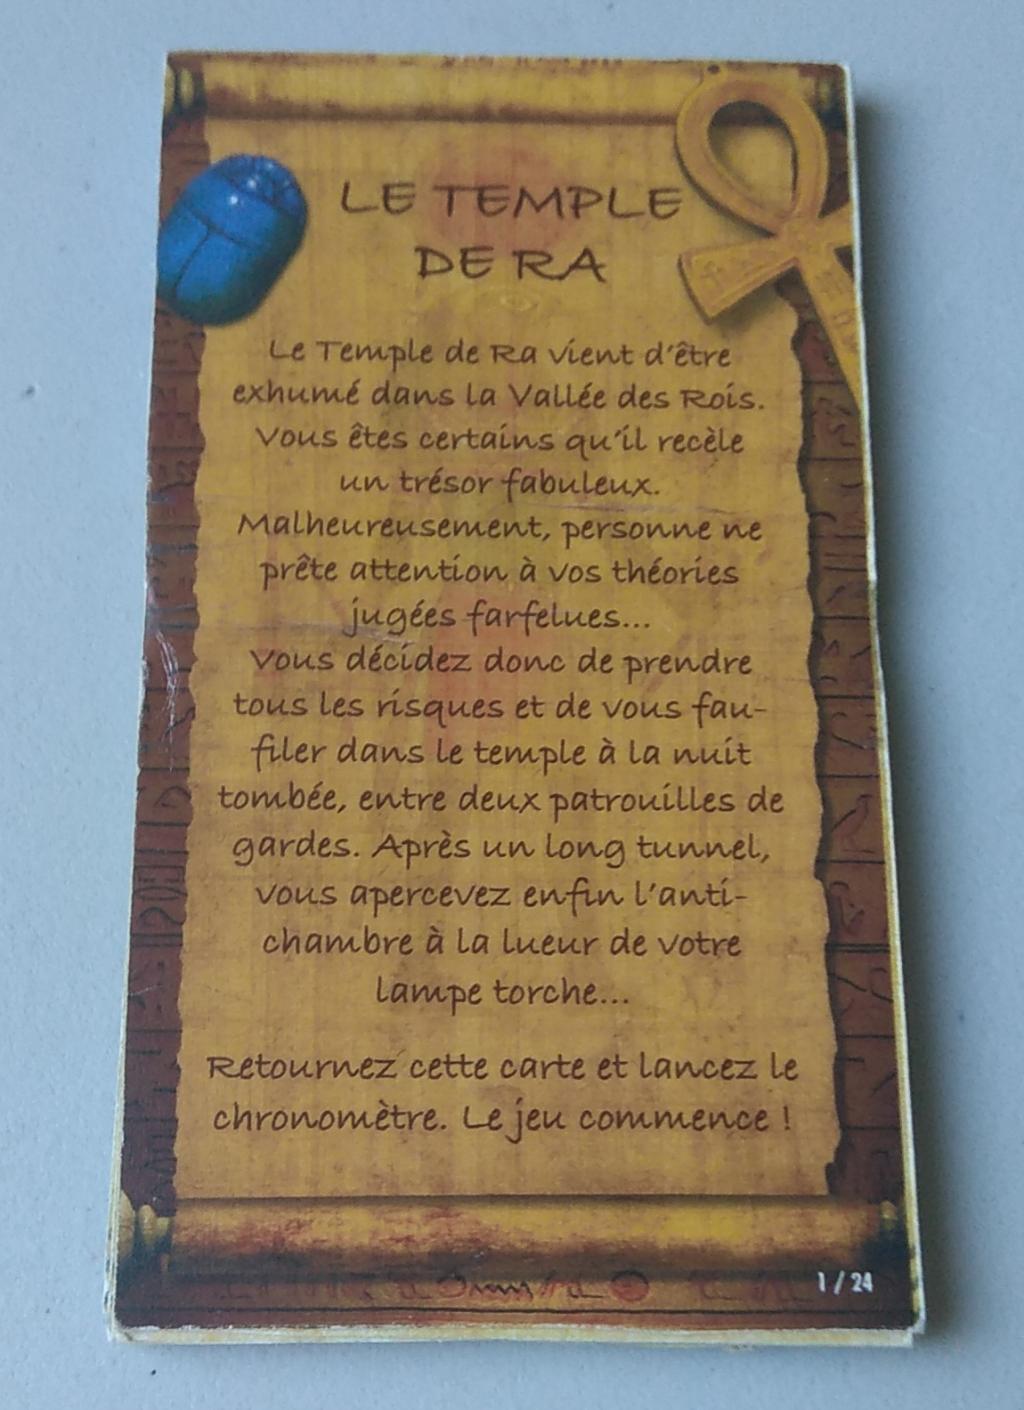 LE TEMPLE
DE RA
Le Temple de Ra vient d'être
exhumé dans la Vallée des Rois.
Vous êtes certains qu'il recèle
un trésor fabuleux.
Malheureusement, personne ne
prête attention à vos théories
jugées farfelues...
Vous décidez donc de prendre
tous les risques et de vous fau-
filer dans le temple à la nuit
tombée, entre deux patrouilles de
gardes. Après un long tunnel,
vous apercevez enfin l'anti-
chambre à la lueur de votre
lampe torche...
Retournez cette carte et lancez le
chronomètre. Le jeu commence !
1 / 24